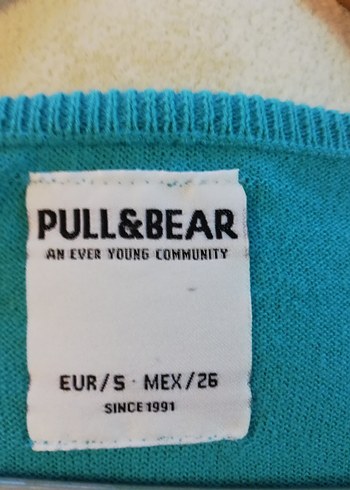 PULL&BEAR
AN EVER YOUNG COMMUNITY
EUR/S · MEX/26
SINCE 1991